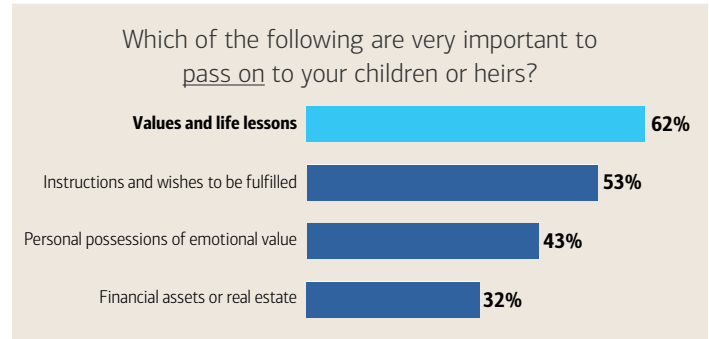 Which of the following are very important to
pass on to your children or heirs?
Values and life lessons 62%
Instructions and wishes to be fulfilled 53%
Personal possessions of emotional value 43%
Financial assets or real estate 32%